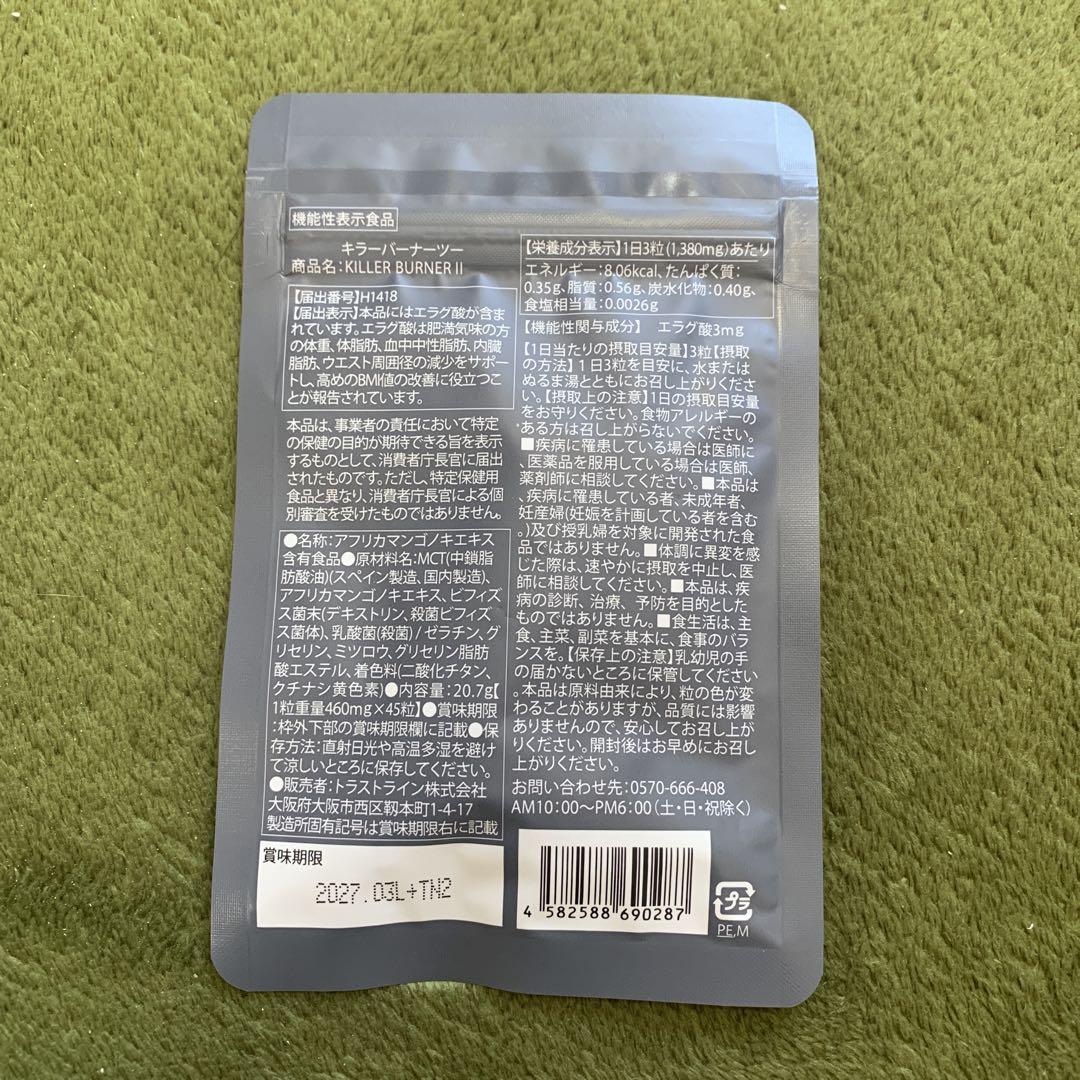 機能性表示食品
キラーバーナーツー
商品名：KILLER BURNER II
【届出番号】H1418
【届出表示】本品にはエラグ酸が含ま
れています。エラグ酸は肥満気味の方
の体重、体脂肪、血中中性脂肪、内臓
脂肪、ウエスト周囲径の減少をサポー
トし、高めのBMI値の改善に役立つこ
とが報告されています。
本品は、事業者の責任において特定
の保健の目的が期待できる旨を表示
するものとして、消費者庁長官に届出
されたものです。ただし、特定保健用
食品と異なり、消費者庁長官による個
別審査を受けたものではありません。
●名称：アフリカマンゴノキエキス
含有食品●原材料名：MCT(中鎖脂
肪酸油)(スペイン製造、国内製造)、
アフリカマンゴノキエキス、ビフィズ
ス菌末(デキストリン、殺菌ビフィズ
ス菌体)、乳酸菌(殺菌)/ゼラチン、グ
リセリン、ミツロウ、グリセリン脂肪
酸エステル、着色料(二酸化チタン、
クチナシ黄色素)●内容量：20.7g【
1粒重量460mg×45粒】●賞味期限
：枠外下部の賞味期限欄に記載●保
存方法：直射日光や高温多湿を避け
て涼しいところに保存してください。
●販売者：トラストライン株式会社
大阪府大阪市西区靱本町1-4-17
製造所固有記号は賞味期限右に記載
賞味期限
2027.03L+TN2
【栄養成分表示】1日3粒(1,380mg)あたり
エネルギー：8.06kcal、たんぱく質：
0.35g、脂質：0.56g、炭水化物：0.40g、
食塩相当量：0.0026g
【機能性関与成分】 エラグ酸3mg
【1日当たりの摂取目安量】3粒【摂取
の方法】1日3粒を目安に、水または
ぬるま湯とともにお召し上がりくださ
い。【摂取上の注意】1日の摂取目安量
をお守りください。食物アレルギーの
ある方は召し上がらないでください。
■疾病に罹患している場合は医師に
、医薬品を服用している場合は医師、
薬剤師に相談してください。■本品は
、疾病に罹患している者、未成年者、
妊産婦(妊娠を計画している者を含む
。)及び授乳婦を対象に開発された食
品ではありません。■体調に異変を感
じた際は、速やかに摂取を中止し、医
師に相談してください。■本品は、疾
病の診断、治療、予防を目的とした
ものではありません。■食生活は、主
食、主菜、副菜を基本に、食事のバラ
ンスを。【保存上の注意】乳幼児の手
の届かないところに保管してください
。本品は原料由来により、粒の色が変
わることがありますが、品質には影響
ありませんので、安心してお召し上が
りください。開封後はお早めにお召し
上がりください。
お問い合わせ先：0570-666-408
AM10：00〜PM6：00(土・日・祝除く)
4 582588 690287
プラ
PE,M